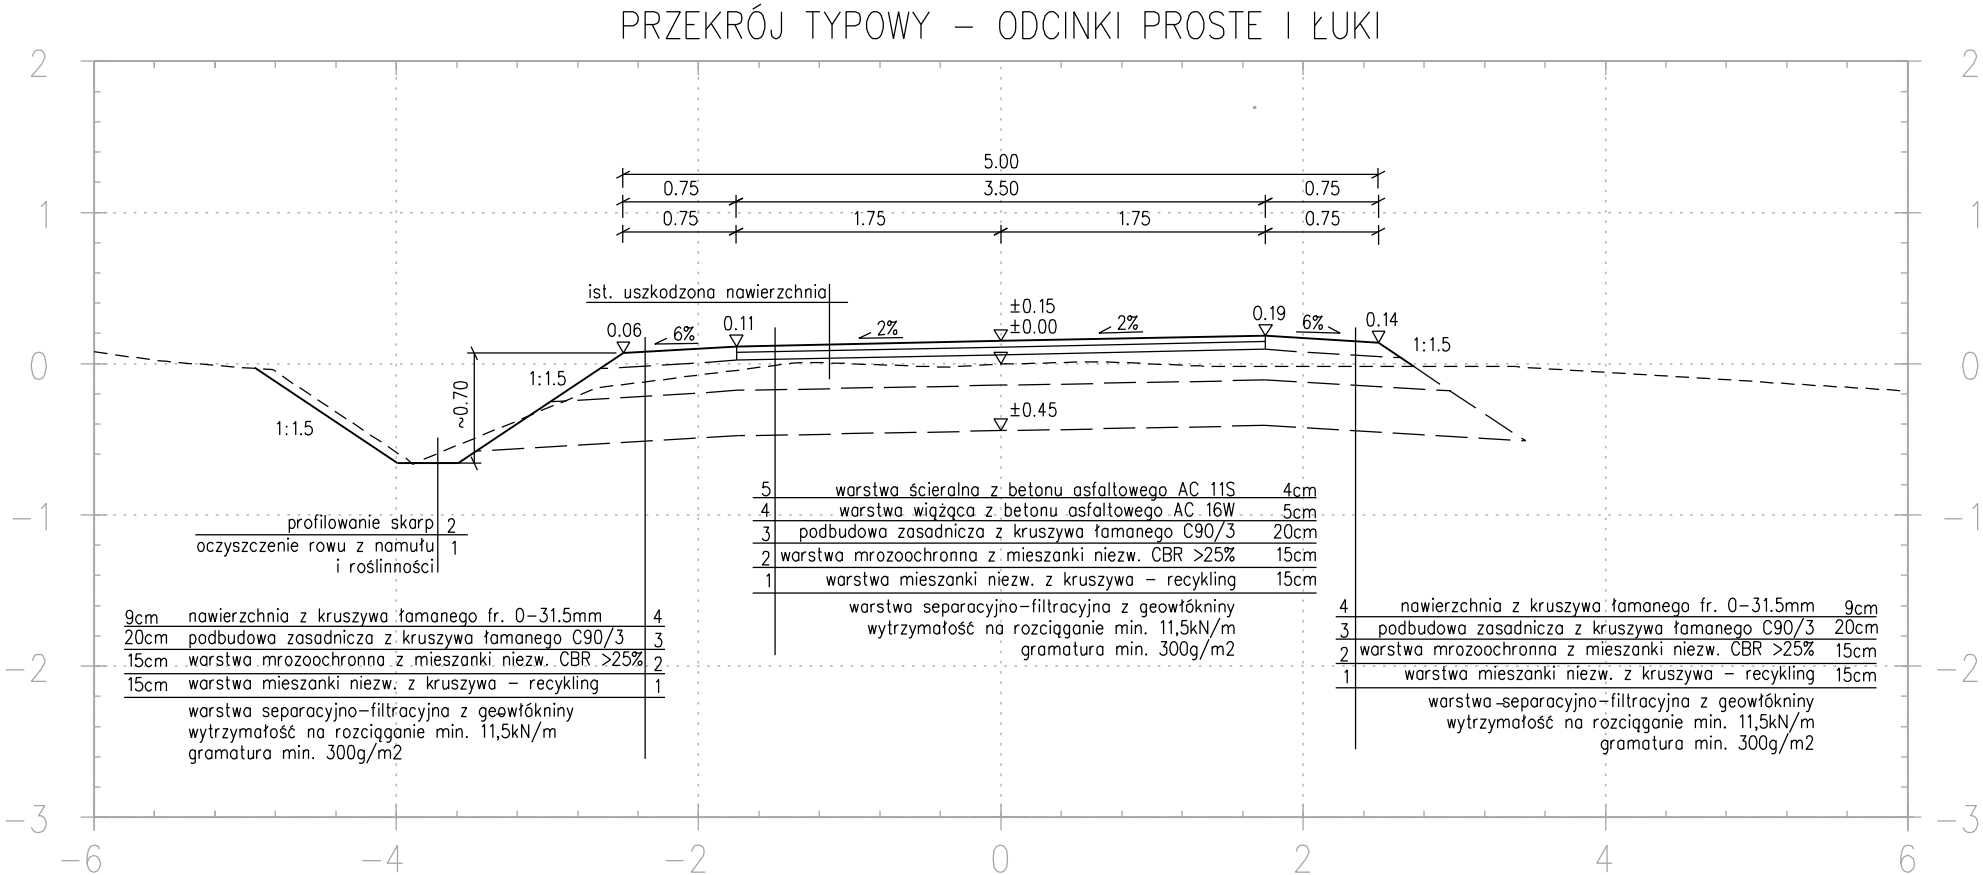 PRZEKRÓJ TYPOWY – ODCINKI PROSTE I ŁUKI
2
2
5.00
0.75
3.50
0.75
1
1
0.75
1.75
1.75
0.75
ist. uszkodzona nawierzchnia
±0.15
±0.00
0.06
6%
0.11
2%
2%
0.19
6%
0.14
1:1.5
0
0
1:1.5
~0.70
1:1.5
±0.45
5 warstwa ścieralna z betonu asfaltowego AC 11S 4cm
4 warstwa wiążąca z betonu asfaltowego AC 16W 5cm
3 podbudowa zasadnicza z kruszywa łamanego C90/3 20cm
2 warstwa mrozoochronna z mieszanki niezw. CBR >25% 15cm
1 warstwa mieszanki niezw. z kruszywa – recykling 15cm
warstwa separacyjno–filtracyjna z geowłókniny
wytrzymałość na rozciąganie min. 11,5kN/m
gramatura min. 300g/m2
−1
−1
profilowanie skarp 2
oczyszczenie rowu z namułu 1
i roślinności
9cm nawierzchnia z kruszywa łamanego fr. 0–31.5mm 4
20cm podbudowa zasadnicza z kruszywa łamanego C90/3 3
15cm warstwa mrozoochronna z mieszanki niezw. CBR >25% 2
15cm warstwa mieszanki niezw. z kruszywa – recykling 1
warstwa separacyjno–filtracyjna z geowłókniny
wytrzymałość na rozciąganie min. 11,5kN/m
gramatura min. 300g/m2
4 nawierzchnia z kruszywa łamanego fr. 0–31.5mm 9cm
3 podbudowa zasadnicza z kruszywa łamanego C90/3 20cm
2 warstwa mrozoochronna z mieszanki niezw. CBR >25% 15cm
1 warstwa mieszanki niezw. z kruszywa – recykling 15cm
warstwa separacyjno–filtracyjna z geowłókniny
wytrzymałość na rozciąganie min. 11,5kN/m
gramatura min. 300g/m2
−2
−2
−3
−3
−6 −4 −2 0 2 4 6